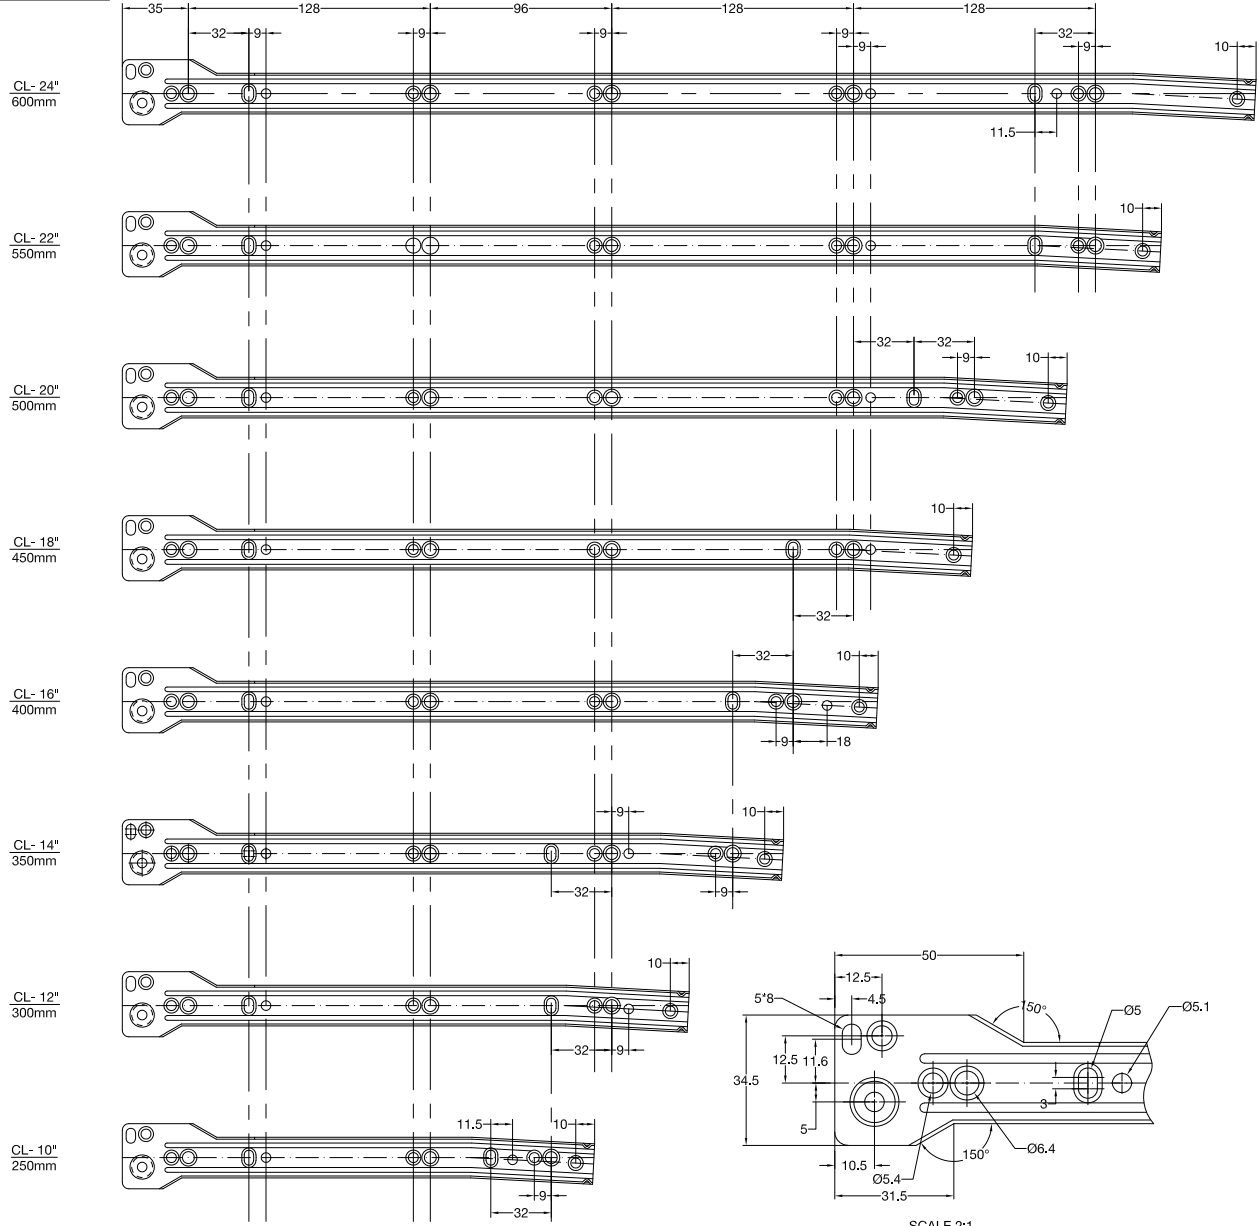 35 128 96 128 128
32 9 9 9 9 32
9 9 10
CL- 24"
600mm
11.5
10
CL- 22"
550mm
32 32
9 10
CL- 20"
500mm
10
CL- 18"
450mm
32
32 10
CL- 16"
400mm
9 18
9 10
CL- 14"
350mm
32 9
10
CL- 12"
300mm
32 9
11.5 10
CL- 10"
250mm
9
32
50
12.5
5*8 4.5
150°
Ø5 Ø5.1
12.5 11.6
34.5
3
5
150° Ø6.4
10.5
Ø5.4
31.5
SCALE 2:1